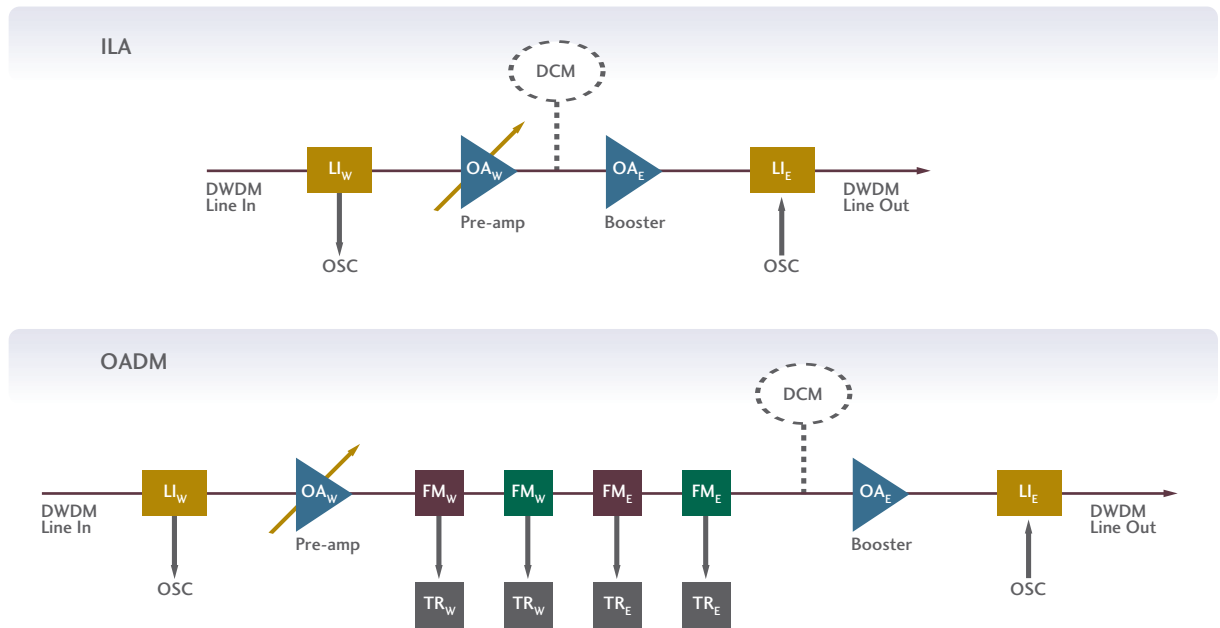 ILA
DCM
LIW
OAW
OAE
LIE
DWDM
Line In
Pre-amp
Booster
DWDM
Line Out
OSC
OSC
OADM
DCM
LIW
OAW
FMW
FMW
FME
FME
OAE
LIE
DWDM
Line In
Pre-amp
Booster
DWDM
Line Out
OSC
TRW
TRW
TRE
TRE
OSC